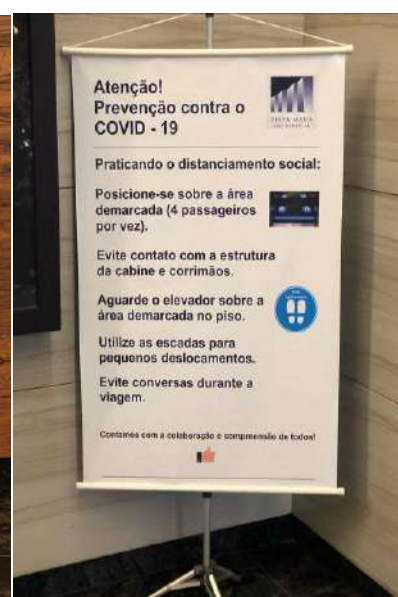 Atenção!
Prevenção contra o
COVID - 19
Praticando o distanciamento social:
Posicione-se sobre a área
demarcada (4 passageiros
por vez).
Evite contato com a estrutura
da cabine e corrimãos.
Aguarde o elevador sobre a
área demarcada no piso.
Utilize as escadas para
pequenos deslocamentos.
Evite conversas durante a
viagem.
Contamos com a colaboração e compreensão de todos!